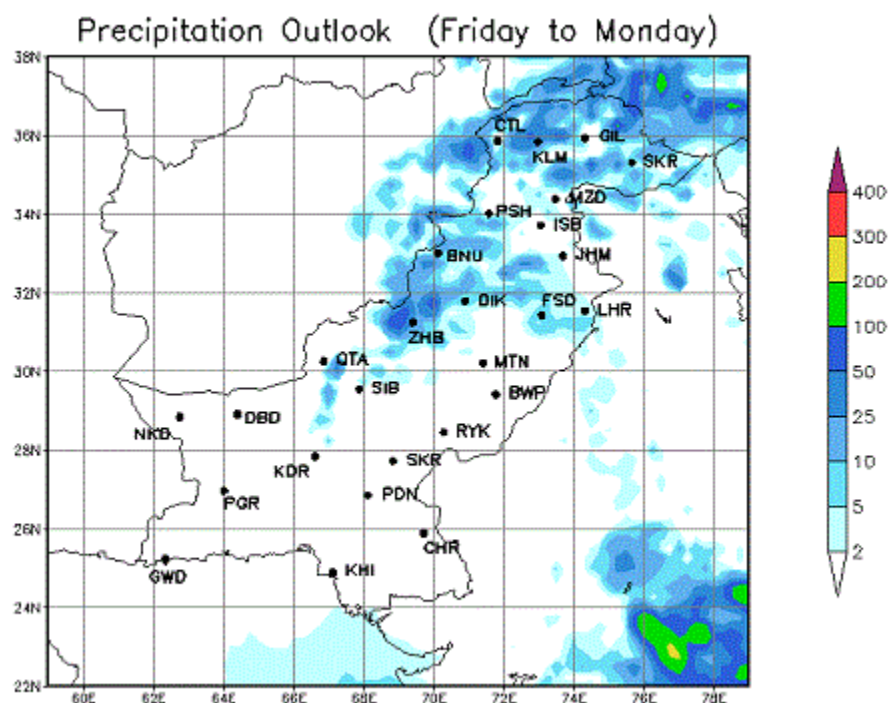 Precipitation Outlook (Friday to Monday)
38N
36N
34N
32N
30N
28N
26N
24N
22N
60E
62E
64E
66E
68E
70E
72E
74E
76E
78E
CTL
GIL
KLM
SKR
MZD
PSH
ISB
BNU
JHM
DIK
FSD
LHR
ZHB
QTA
MTN
SIB
BWP
DBD
NKD
RYK
KDR
SKR
PGR
PDN
CHR
GWD
KHI
400
300
200
100
50
25
10
5
2